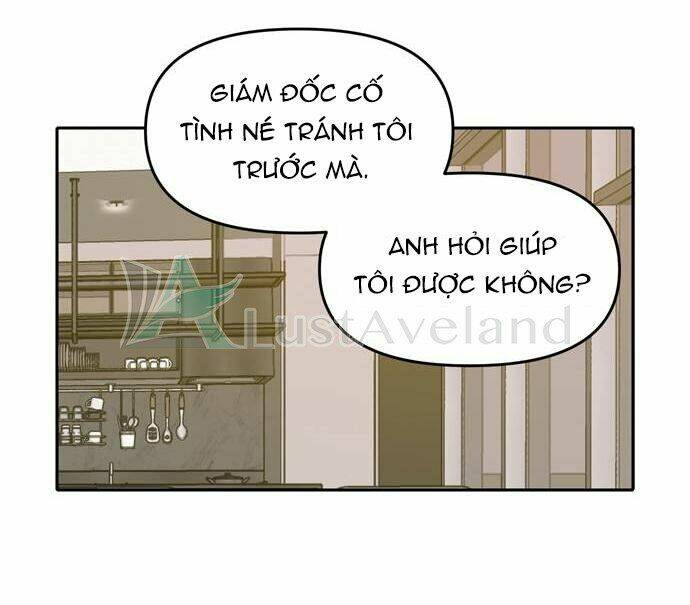 GIÁM ĐỐC CỐ
TÌNH NÉ TRÁNH TÔI
TRƯỚC MÀ.
ANH HỎI GIÚP
TÔI ĐƯỢC KHÔNG?
LustAveland